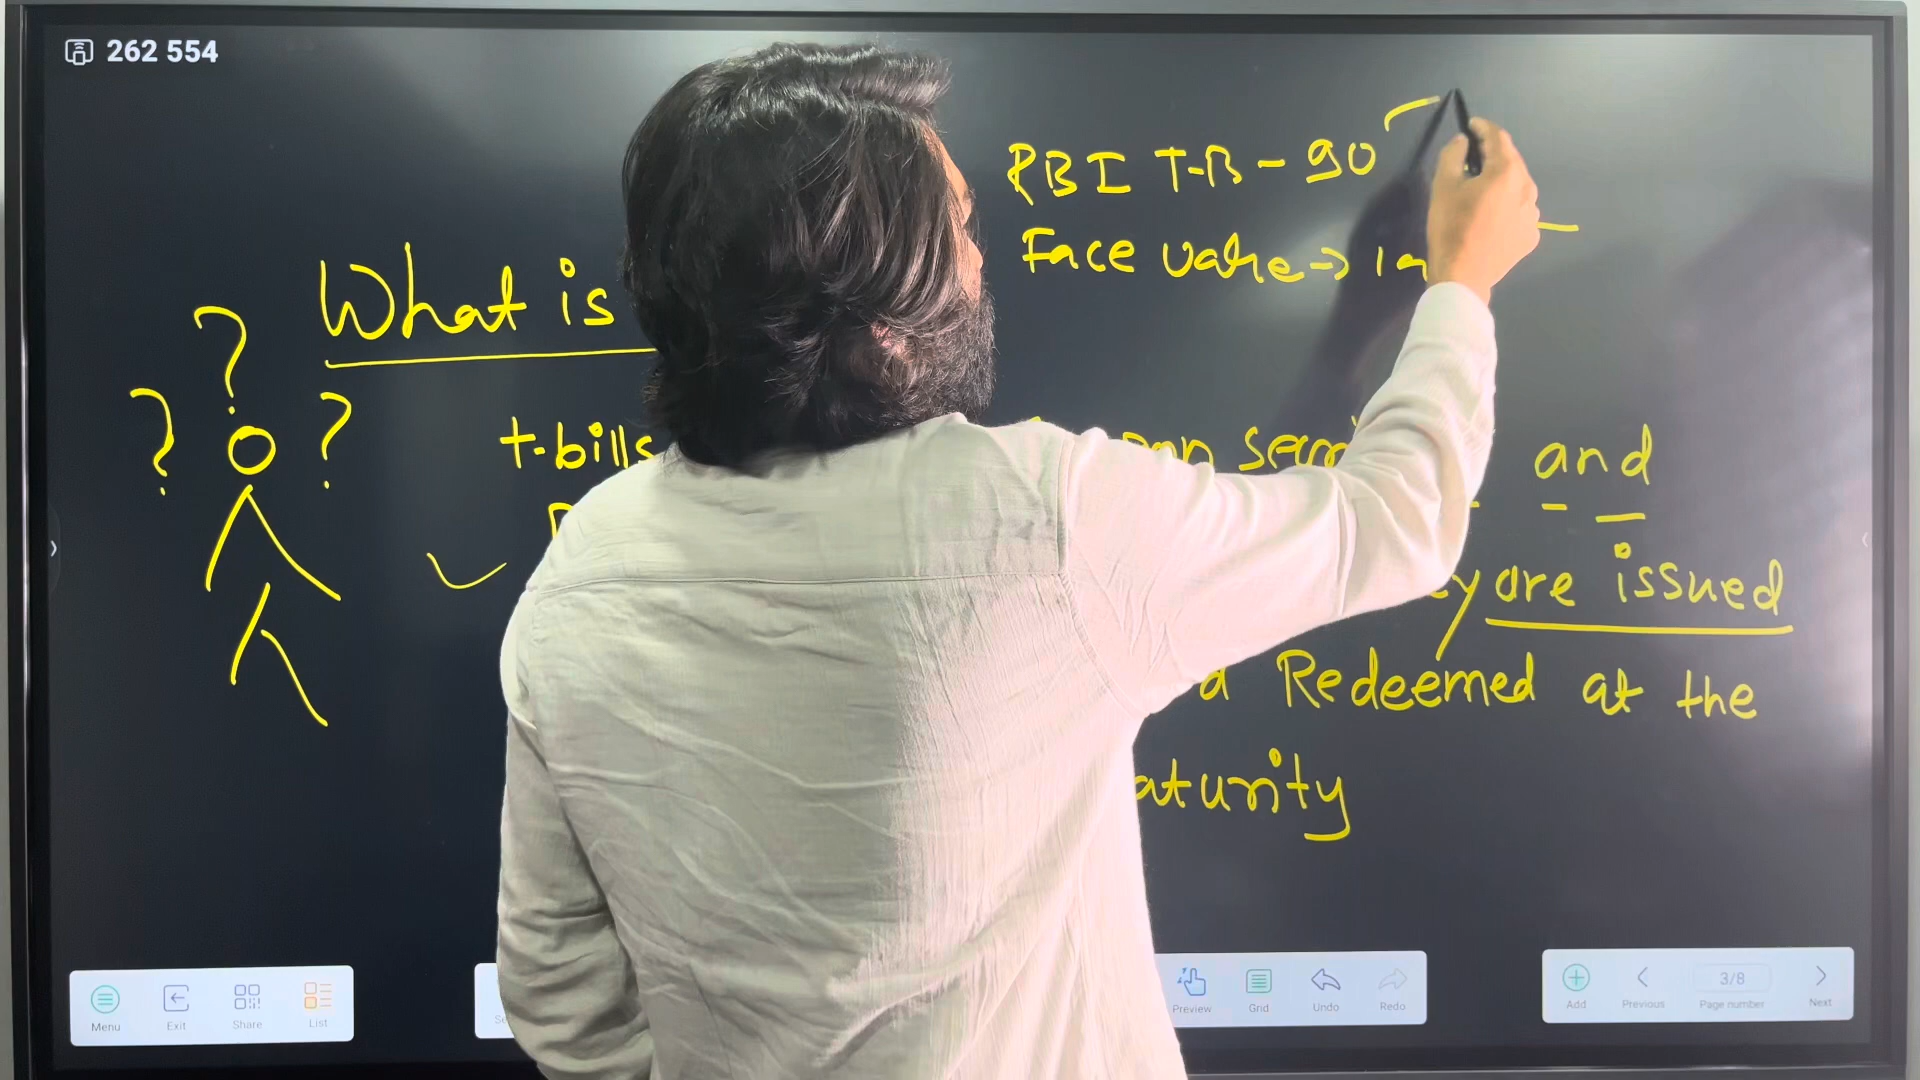 262 554
RBI T-B - 90
Face value → 1
?
What is
? ?
t-bills and
are issued
Redeemed at the
aturity
Menu Exit Share List
Preview Grid Undo Redo
Add Previous 3/8 Page number Next